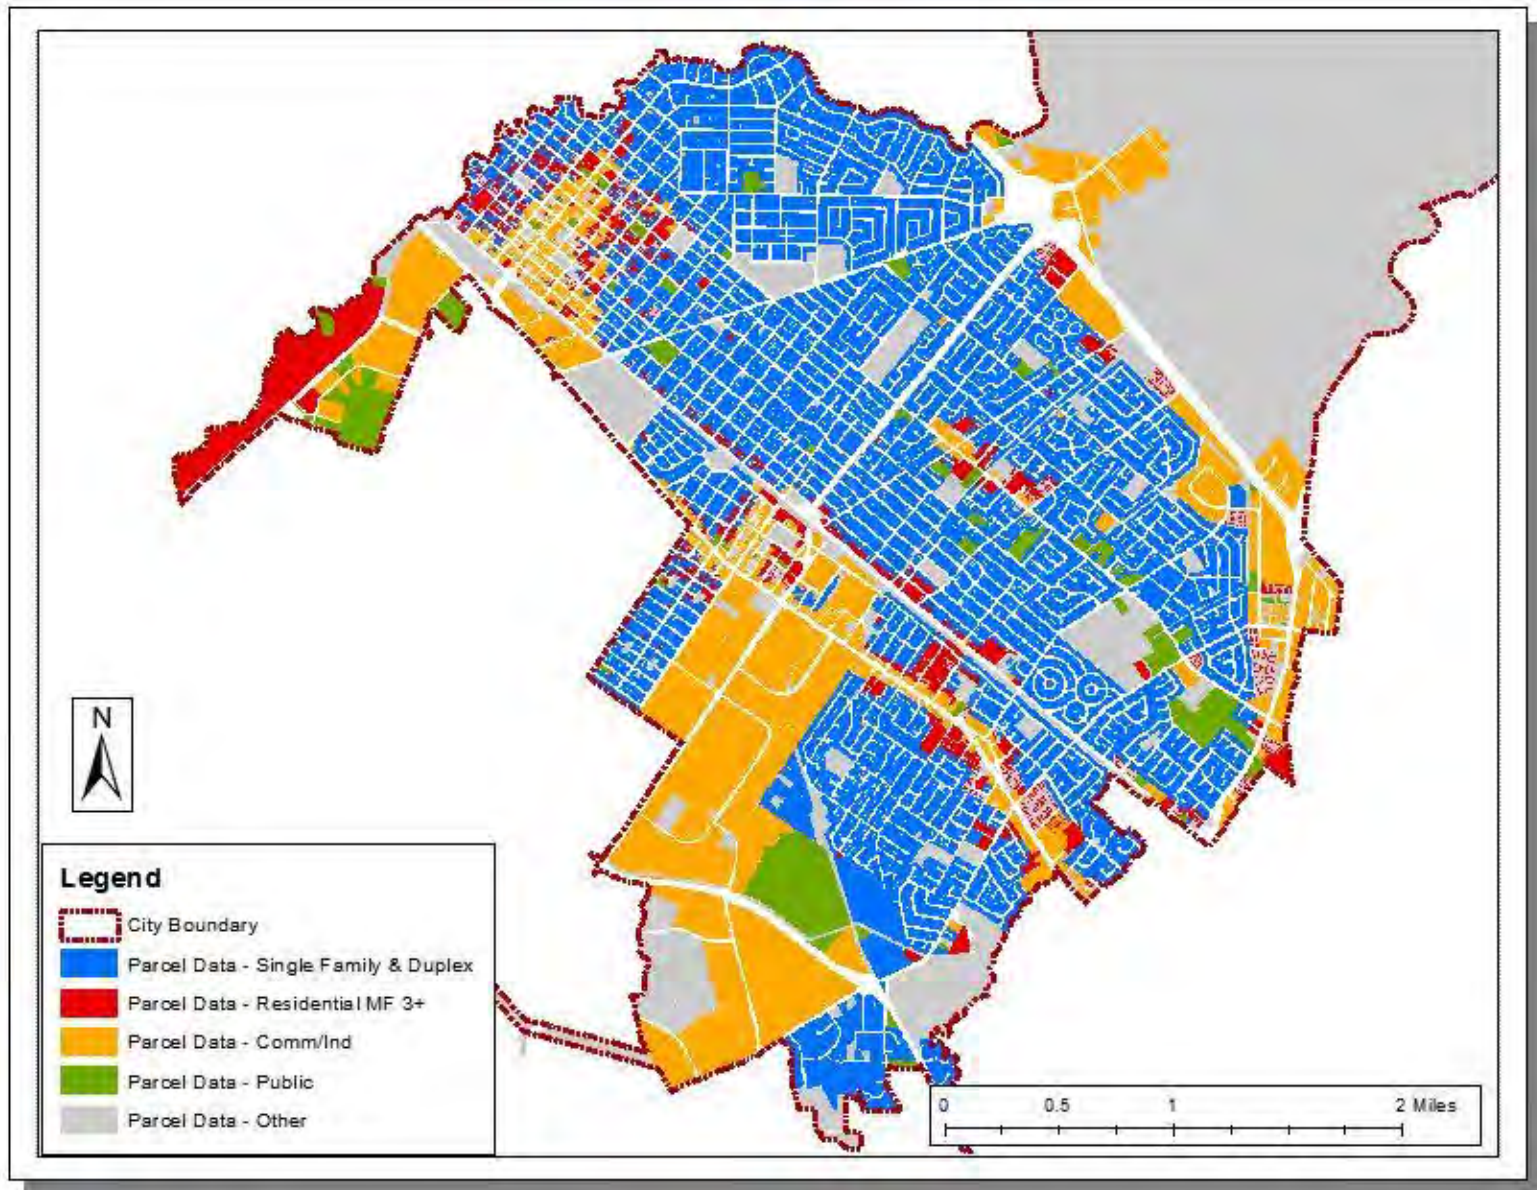 N
Legend
City Boundary
Parcel Data - Single Family & Duplex
Parcel Data - Residential MF 3+
Parcel Data - Comm/Ind
Parcel Data - Public
Parcel Data - Other
0 0.5 1 2 Miles